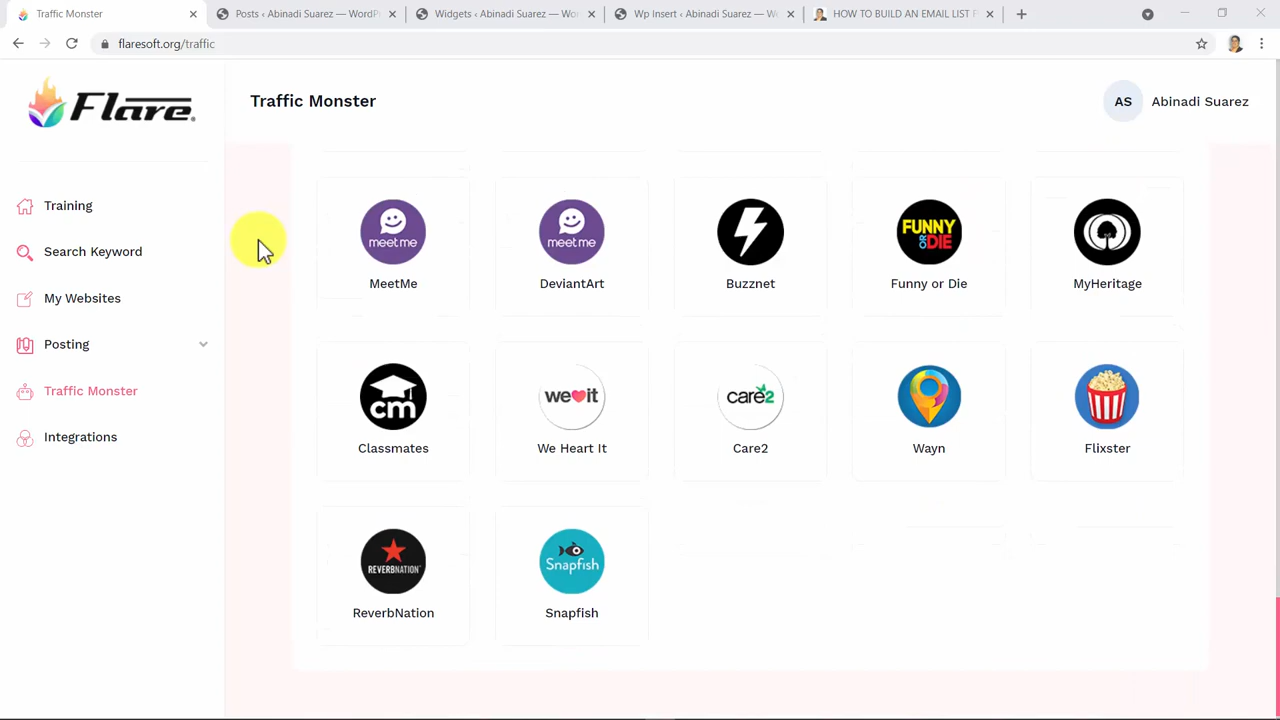 Traffic Monster
Posts ‹ Abinadi Suarez — WordP
Widgets ‹ Abinadi Suarez — Wor
Wp Insert ‹ Abinadi Suarez — W
HOW TO BUILD AN EMAIL LIST F
flaresoft.org/traffic
Flare
Traffic Monster
AS
Abinadi Suarez
Training
Search Keyword
My Websites
Posting
Traffic Monster
Integrations
meet me
meet me
FUNNY OR DIE
MeetMe
DeviantArt
Buzznet
Funny or Die
MyHeritage
cm
we it
care2
Classmates
We Heart It
Care2
Wayn
Flixster
REVERBNATION
Snapfish
ReverbNation
Snapfish